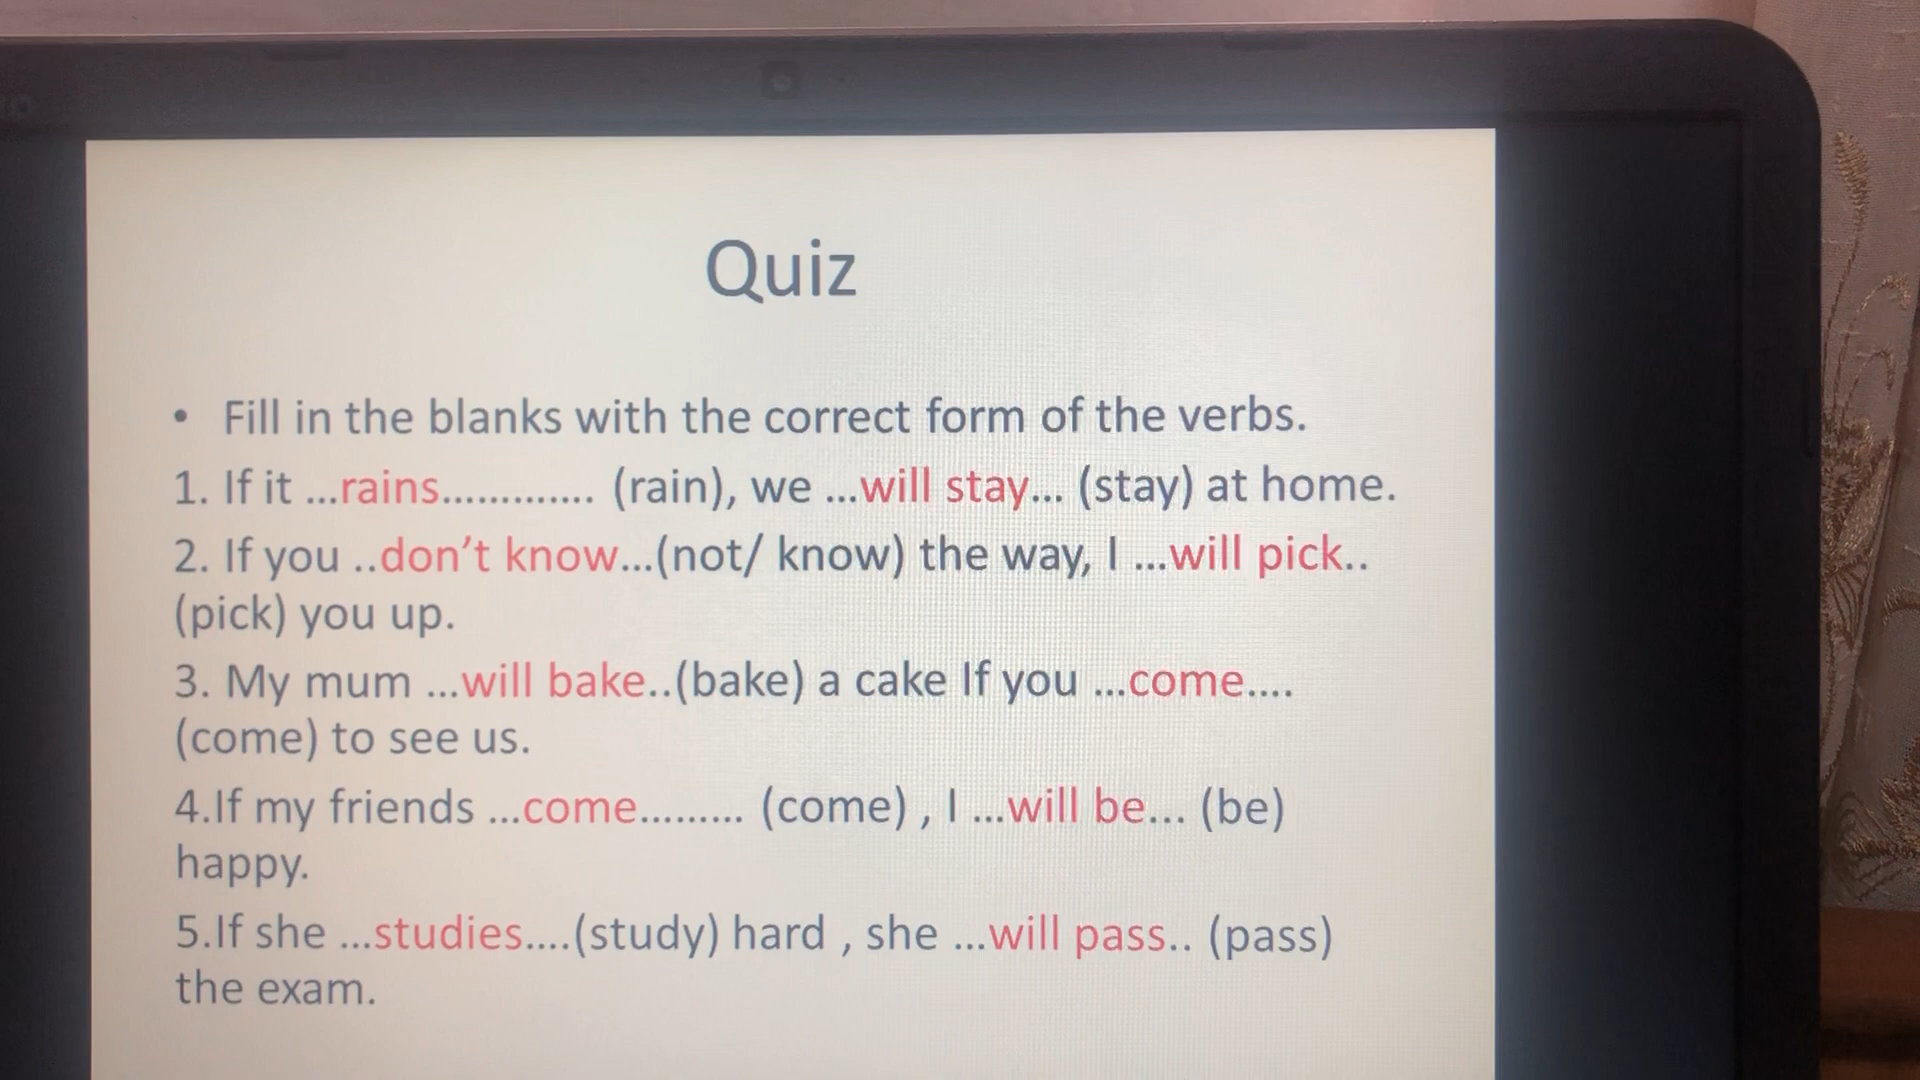 Quiz
• Fill in the blanks with the correct form of the verbs.
1. If it ...rains............. (rain), we ...will stay... (stay) at home.
2. If you ..don’t know...(not/ know) the way, I ...will pick..
(pick) you up.
3. My mum ...will bake..(bake) a cake If you ...come....
(come) to see us.
4.If my friends ...come......... (come) , I ...will be... (be)
happy.
5.If she ...studies....(study) hard , she ...will pass.. (pass)
the exam.